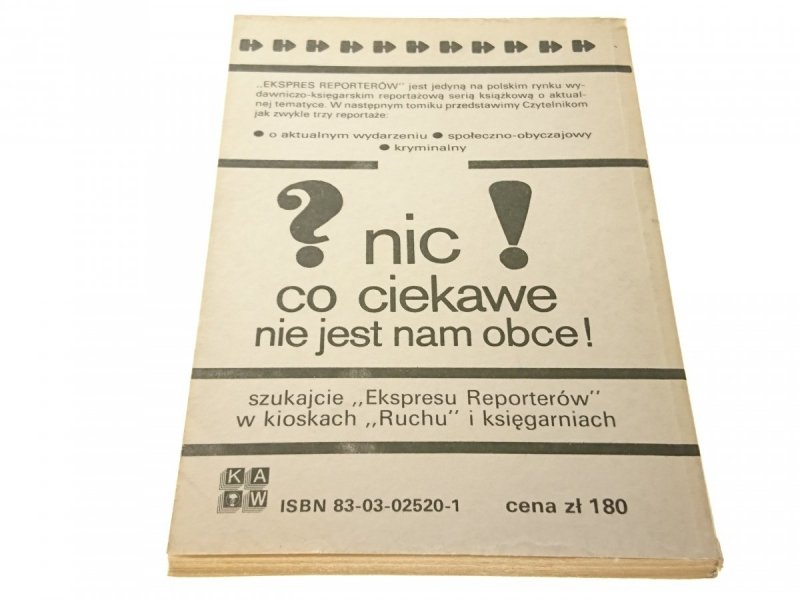 „EKSPRES REPORTERÓW" jest jedyną na polskim rynku wy-
dawniczo-księgarskim reportażową serią książkową o aktual-
nej tematyce. W następnym tomiku przedstawimy Czytelnikom
jak zwykle trzy reportaże:
● o aktualnym wydarzeniu ● społeczno-obyczajowy
● kryminalny
? nic !
co ciekawe
nie jest nam obce!
szukajcie „Ekspresu Reporterów"
w kioskach „Ruchu" i księgarniach
KAW
ISBN 83-03-02520-1 cena zł 180